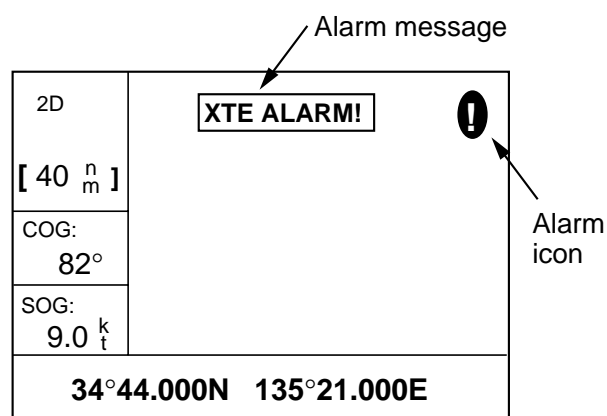 Alarm message
2D
XTE ALARM!
!
[ 40 nm ]
Alarm
icon
COG:
82°
SOG:
9.0 kt
34°44.000N 135°21.000E